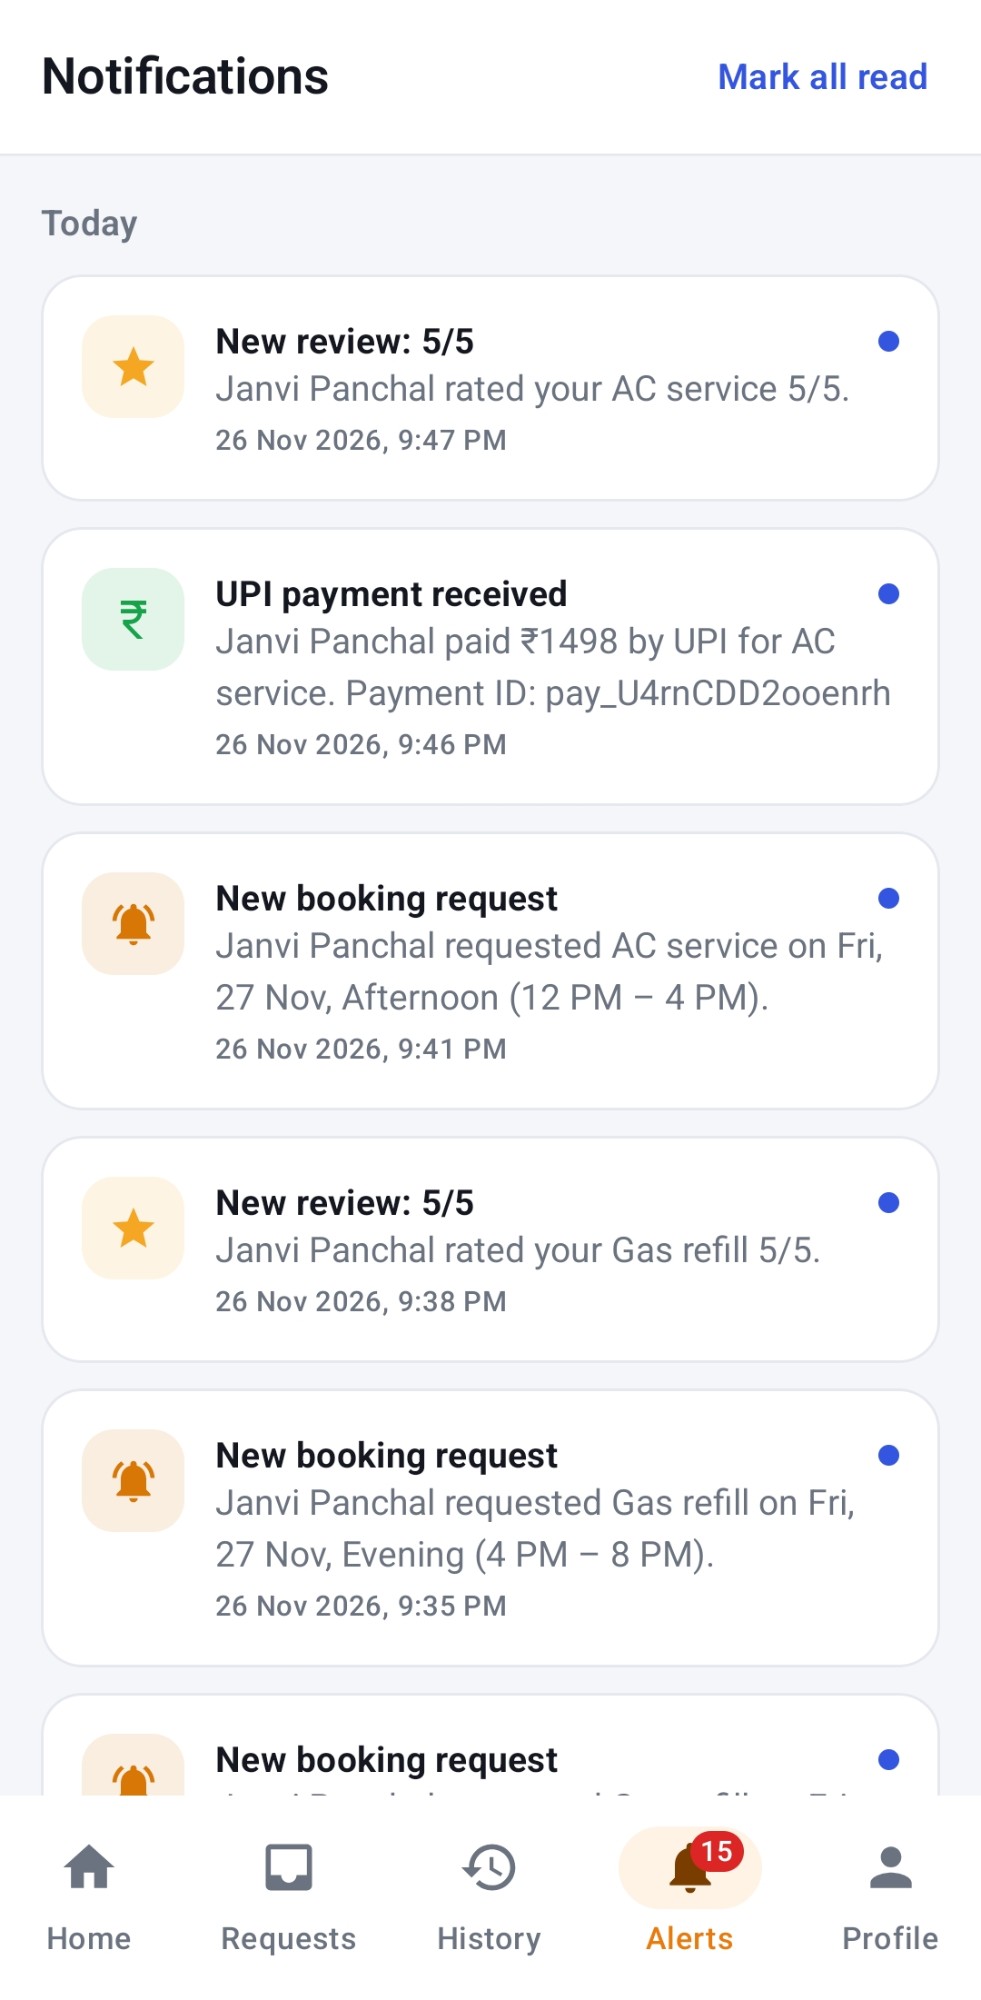 Notifications
Mark all read
Today
New review: 5/5
Janvi Panchal rated your AC service 5/5.
26 Nov 2026, 9:47 PM
₹
UPI payment received
Janvi Panchal paid ₹1498 by UPI for AC
service. Payment ID: pay_U4rnCDD2ooenrh
26 Nov 2026, 9:46 PM
New booking request
Janvi Panchal requested AC service on Fri,
27 Nov, Afternoon (12 PM – 4 PM).
26 Nov 2026, 9:41 PM
New review: 5/5
Janvi Panchal rated your Gas refill 5/5.
26 Nov 2026, 9:38 PM
New booking request
Janvi Panchal requested Gas refill on Fri,
27 Nov, Evening (4 PM – 8 PM).
26 Nov 2026, 9:35 PM
New booking request
15
Home
Requests
History
Alerts
Profile